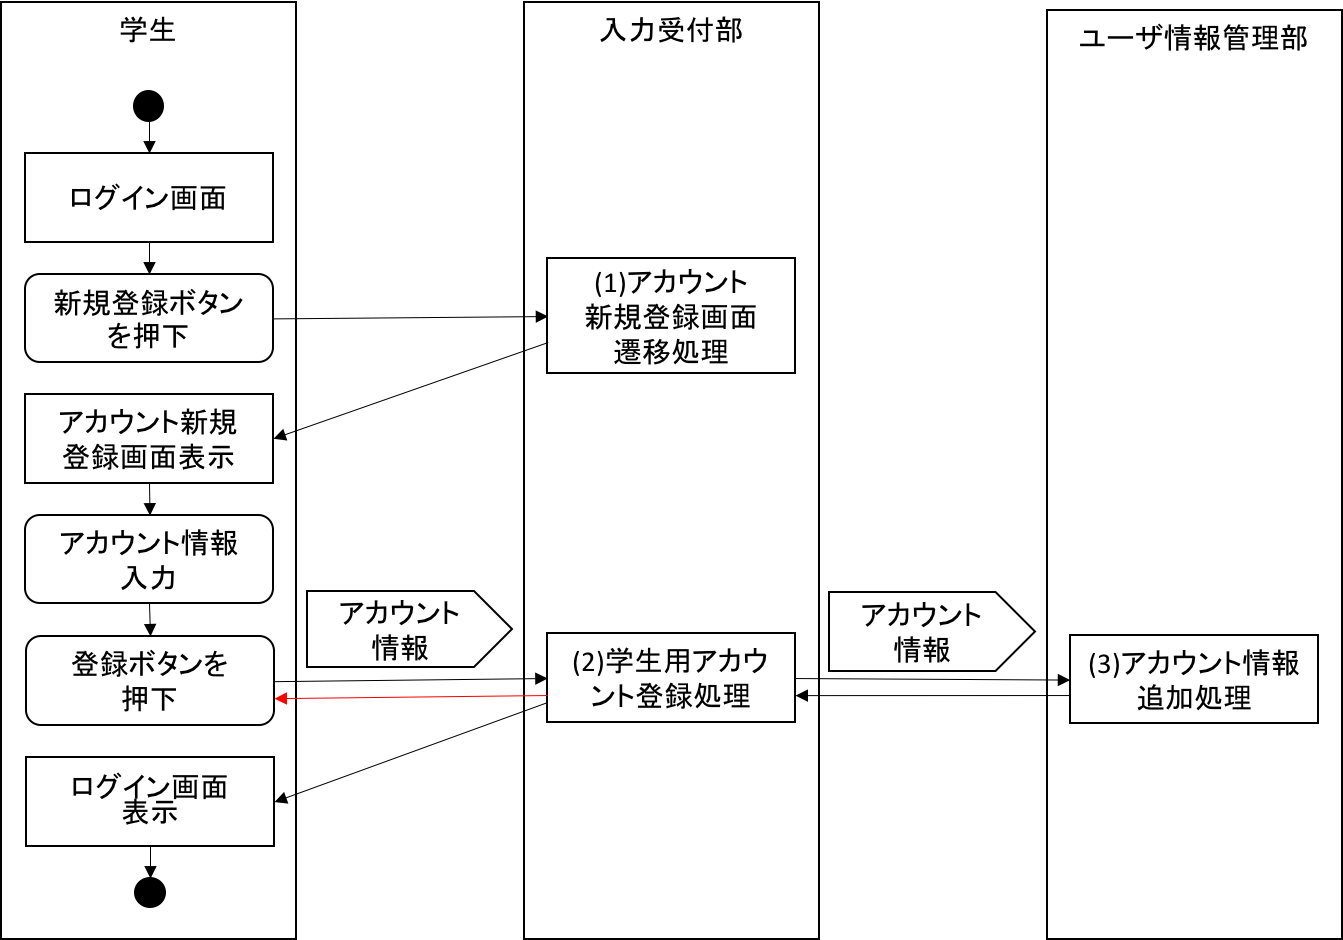 学生
入力受付部
ユーザ情報管理部
ログイン画面
新規登録ボタン
を押下
(1)アカウント
新規登録画面
遷移処理
アカウント新規
登録画面表示
アカウント情報
入力
アカウント
情報
アカウント
情報
登録ボタンを
押下
(2)学生用アカウ
ント登録処理
(3)アカウント情報
追加処理
ログイン画面
表示